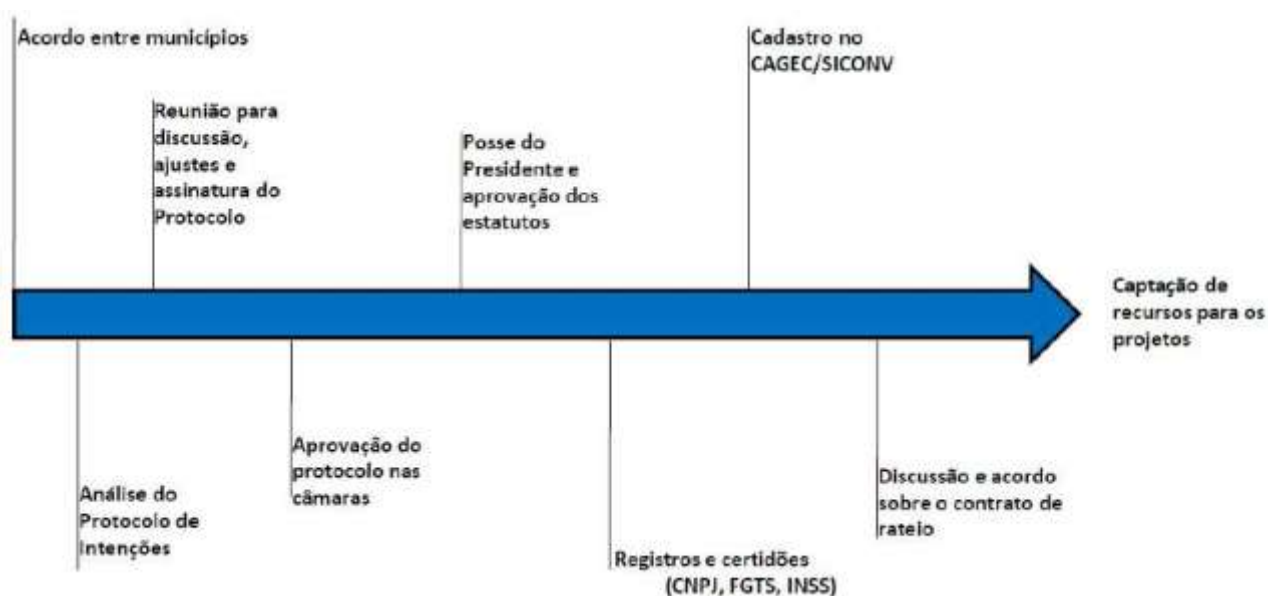 Acordo entre municípios
Cadastro no
CAGEC/SICONV
Reunião para
discussão,
ajustes e
assinatura do
Protocolo
Posse do
Presidente e
aprovação dos
estatutos
Captação de
recursos para os
projetos
Análise do
Protocolo de
Intenções
Aprovação do
protocolo nas
câmaras
Registros e certidões
(CNPJ, FGTS, INSS)
Discussão e acordo
sobre o contrato de
rateio